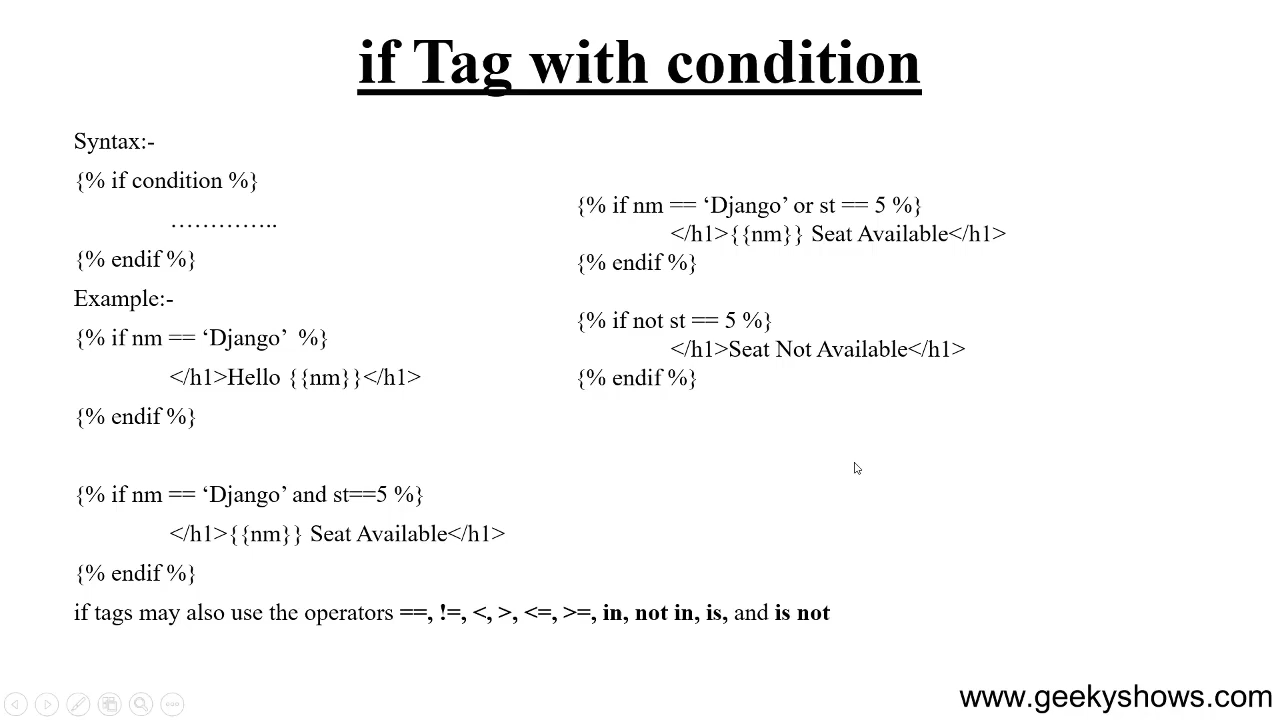 if Tag with condition
Syntax:-
{% if condition %}
…………..
{% endif %}
Example:-
{% if nm == ‘Django’  %}
</h1>Hello {{nm}}</h1>
{% endif %}
{% if nm == ‘Django’ and st==5 %}
</h1>{{nm}} Seat Available</h1>
{% endif %}
if tags may also use the operators ==, !=, <, >, <=, >=, in, not in, is, and is not
{% if nm == ‘Django’ or st == 5 %}
</h1>{{nm}} Seat Available</h1>
{% endif %}
{% if not st == 5 %}
</h1>Seat Not Available</h1>
{% endif %}
www.geekyshows.com